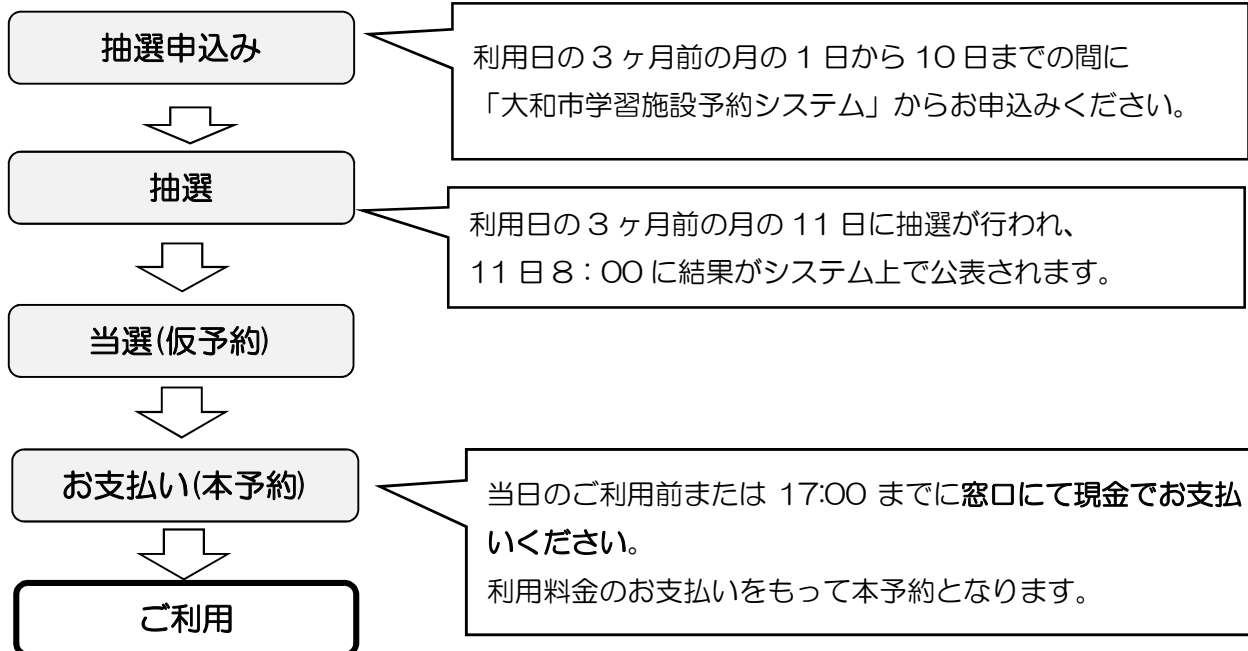 抽選申込み
利用日の3ヶ月前の月の1日から10日までの間に
「大和市学習施設予約システム」からお申込みください。
抽選
利用日の3ヶ月前の月の11日に抽選が行われ、
11日8：00に結果がシステム上で公表されます。
当選(仮予約)
お支払い(本予約)
当日のご利用前または 17:00 までに窓口にて現金でお支払
いください。
利用料金のお支払いをもって本予約となります。
ご利用